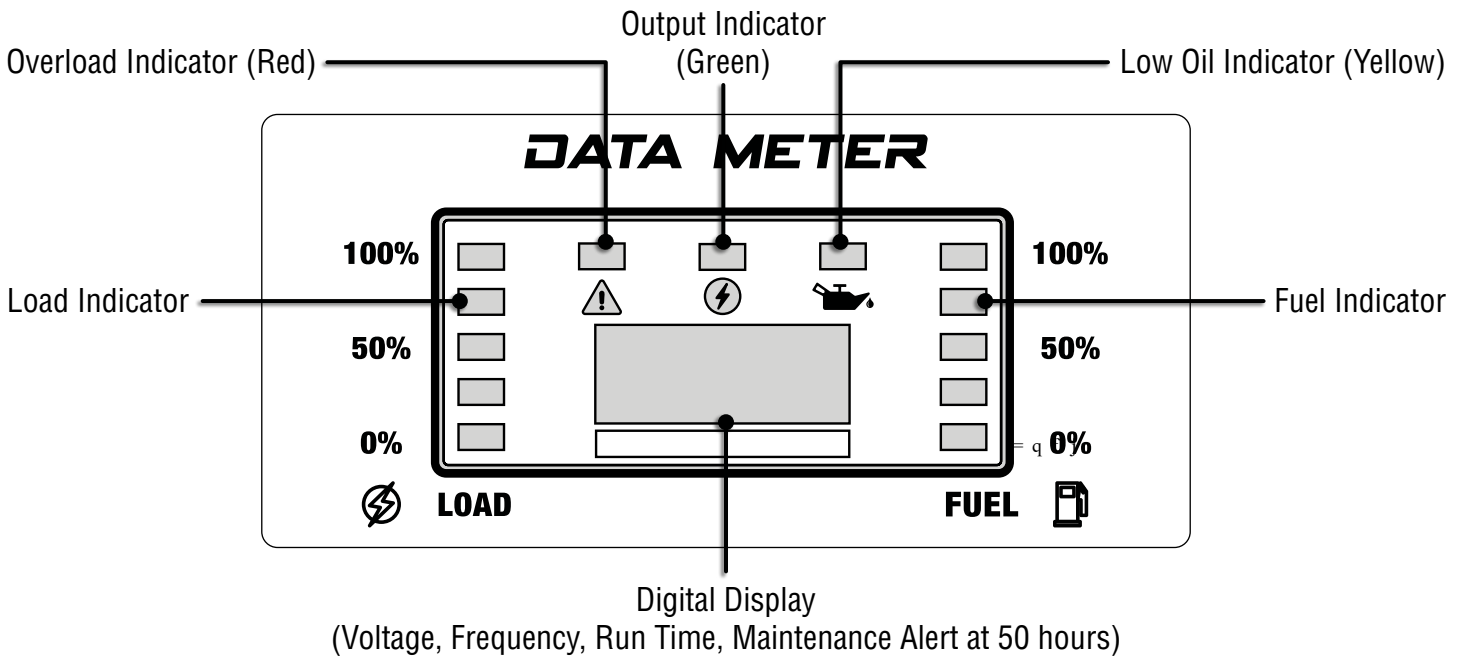 Output Indicator
(Green)
Overload Indicator (Red)
Low Oil Indicator (Yellow)
DATA METER
100%
100%
Load Indicator
Fuel Indicator
50%
50%
0%
= q
0%
LOAD
FUEL
Digital Display
(Voltage, Frequency, Run Time, Maintenance Alert at 50 hours)